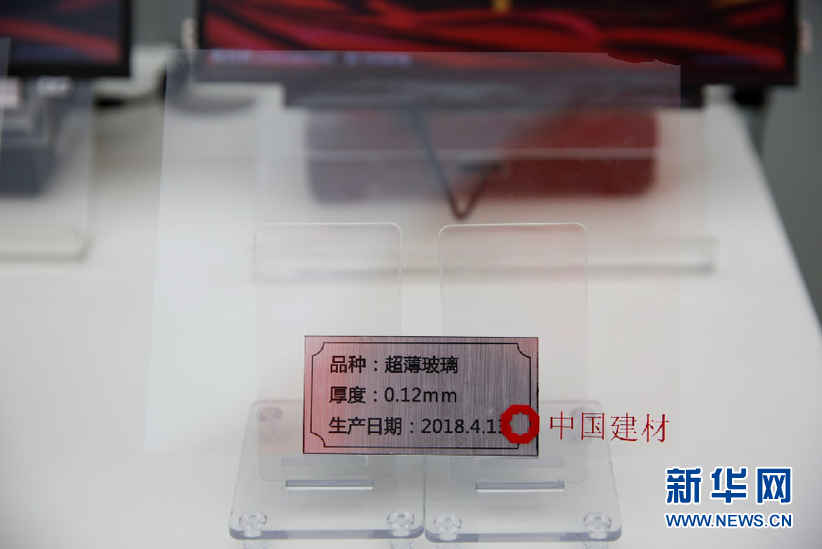 品种：超薄玻璃
厚度：0.12mm
生产日期：2018.4.13
中国建材
新华网
WWW.NEWS.CN